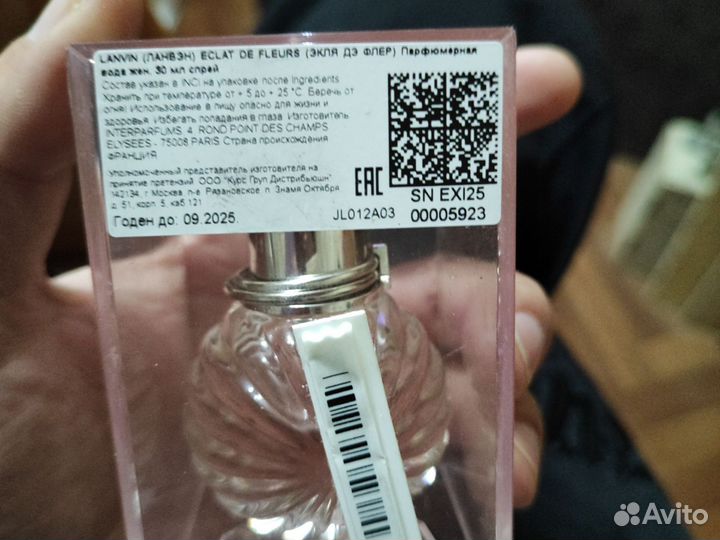 LANVIN (ЛАНВЭН) ECLAT DE FLEURS (ЭКЛЯ ДЭ ФЛЕР) Парфюмерная
вода жен. 30 мл спрей
Состав указан в INCI на упаковке после Ingredients
Хранить при температуре от + 5 до + 25 °C. Беречь от
огня! Использование в пищу опасно для жизни и
здоровья. Избегать попадания в глаза. Изготовитель
INTERPARFUMS, 4, ROND POINT DES CHAMPS
ELYSEES - 75008 PARIS Страна происхождения
ФРАНЦИЯ
Уполномоченный представитель изготовителя на
принятие претензий: ООО "Курс Груп Дистрибьюшн"
142134, г Москва, п-е. Рязановское, п. Знамя Октября,
д. 51, корп. 5, каб.121
Годен до: 09.2025
JL012A03
EAC
SN EXI25
00005923
Avito